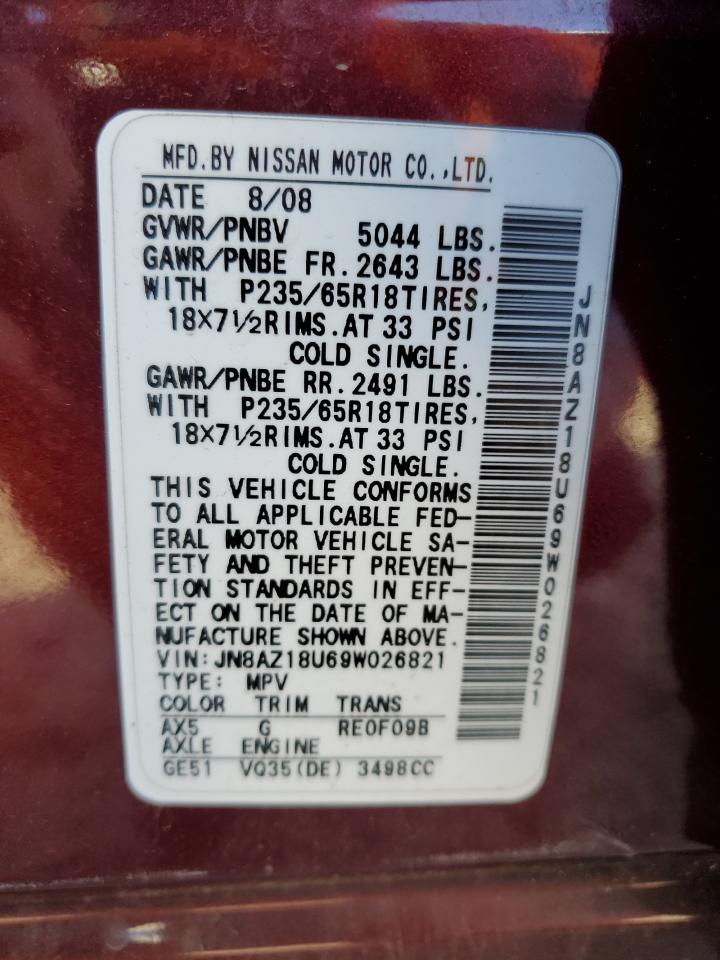 MFD.BY NISSAN MOTOR CO.,LTD.
DATE 8/08
GVWR/PNBV 5044 LBS.
GAWR/PNBE FR.2643 LBS.
WITH P235/65R18TIRES,
18X7½RIMS.AT 33 PSI
COLD SINGLE.
GAWR/PNBE RR.2491 LBS.
WITH P235/65R18TIRES,
18X7½RIMS.AT 33 PSI
COLD SINGLE.
THIS VEHICLE CONFORMS
TO ALL APPLICABLE FED-
ERAL MOTOR VEHICLE SA-
FETY AND THEFT PREVEN-
TION STANDARDS IN EFF-
ECT ON THE DATE OF MA-
NUFACTURE SHOWN ABOVE.
VIN:JN8AZ18U69W026821
TYPE: MPV
COLOR TRIM TRANS
AX5 G RE0F09B
AXLE ENGINE
GE51 VQ35(DE) 3498CC
JN8AZ18U69W026821